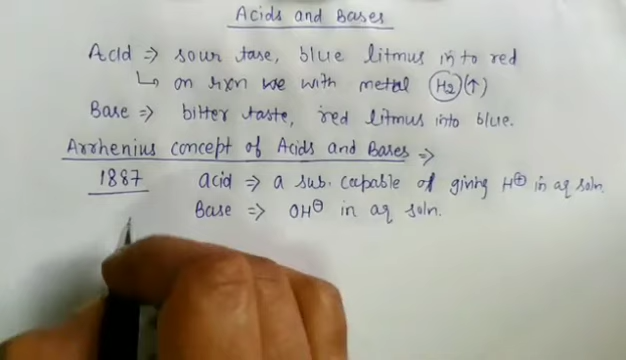 Acids and Bases
Acid => sour tase, blue litmus in to red
↳ on rxn we with metal H2(↑)
Base => bitter taste, red litmus into blue.
Arrhenius concept of Acids and Bases =>
1887 acid => a sub. capable of giving H⊕ in aq soln.
Base => OH⊖ in aq soln.